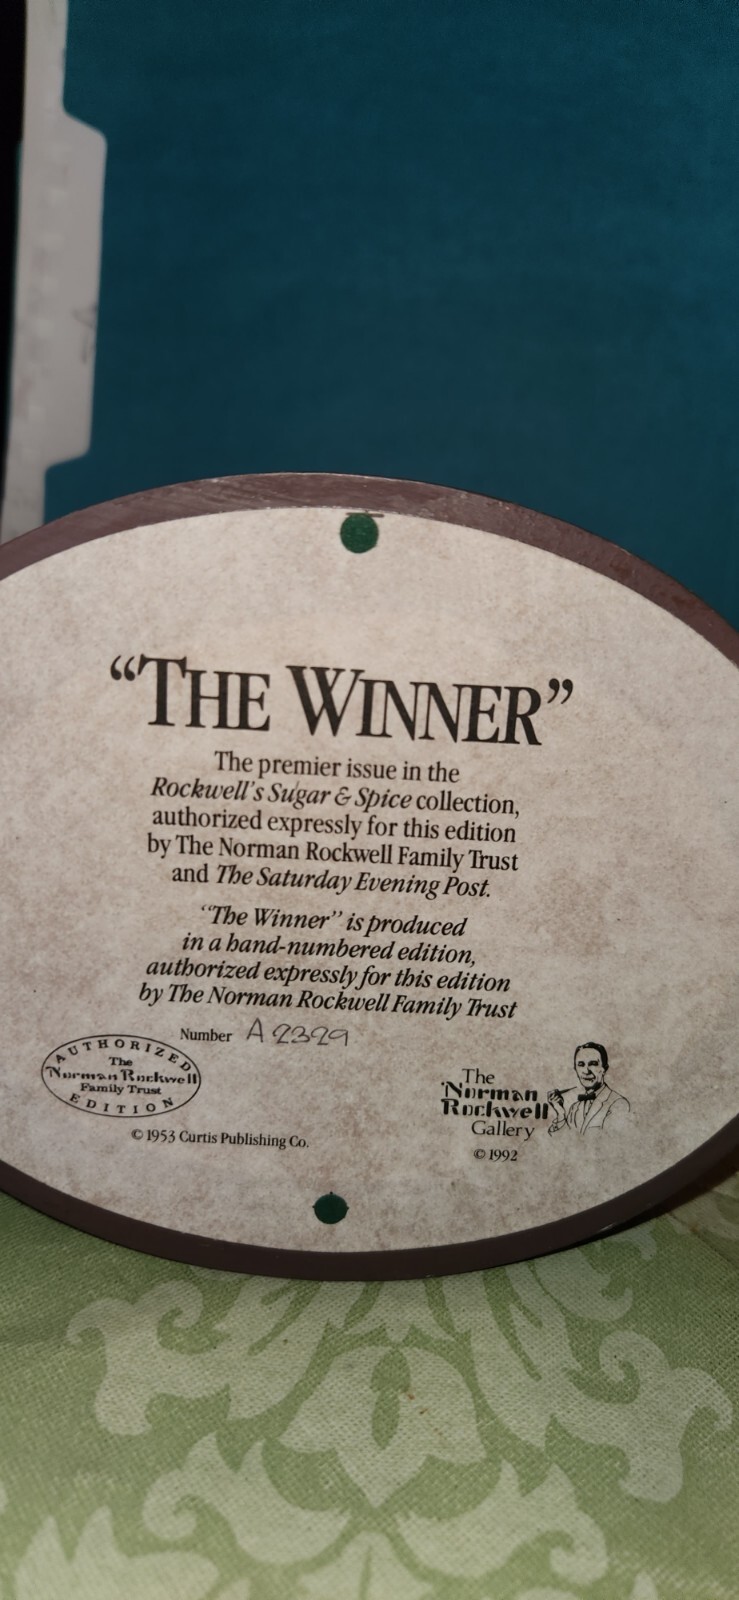 “THE WINNER”
The premier issue in the
Rockwell's Sugar & Spice collection,
authorized expressly for this edition
by The Norman Rockwell Family Trust
and The Saturday Evening Post.
“The Winner” is produced
in a hand-numbered edition,
authorized expressly for this edition
by The Norman Rockwell Family Trust
Number A 2329
AUTHORIZED
The
Norman Rockwell
Family Trust
EDITION
© 1953 Curtis Publishing Co.
The
Norman
Rockwell
Gallery
© 1992